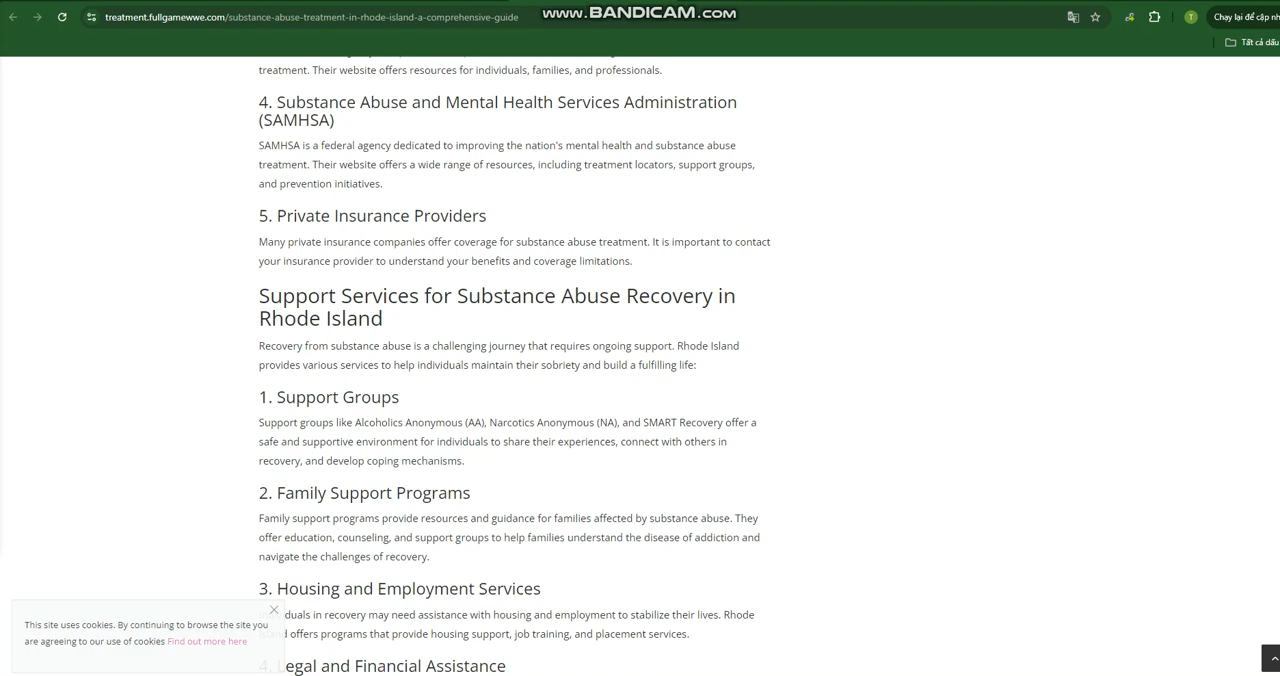 www.BANDICAM.com
treatment.fullgamewwe.com/substance-abuse-treatment-in-rhode-island-a-comprehensive-guide
T
Chạy lại để cập nh
Tất cả dấu
treatment. Their website offers resources for individuals, families, and professionals.
4. Substance Abuse and Mental Health Services Administration
(SAMHSA)
SAMHSA is a federal agency dedicated to improving the nation's mental health and substance abuse
treatment. Their website offers a wide range of resources, including treatment locators, support groups,
and prevention initiatives.
5. Private Insurance Providers
Many private insurance companies offer coverage for substance abuse treatment. It is important to contact
your insurance provider to understand your benefits and coverage limitations.
Support Services for Substance Abuse Recovery in
Rhode Island
Recovery from substance abuse is a challenging journey that requires ongoing support. Rhode Island
provides various services to help individuals maintain their sobriety and build a fulfilling life:
1. Support Groups
Support groups like Alcoholics Anonymous (AA), Narcotics Anonymous (NA), and SMART Recovery offer a
safe and supportive environment for individuals to share their experiences, connect with others in
recovery, and develop coping mechanisms.
2. Family Support Programs
Family support programs provide resources and guidance for families affected by substance abuse. They
offer education, counseling, and support groups to help families understand the disease of addiction and
navigate the challenges of recovery.
3. Housing and Employment Services
Individuals in recovery may need assistance with housing and employment to stabilize their lives. Rhode
Island offers programs that provide housing support, job training, and placement services.
4. Legal and Financial Assistance
This site uses cookies. By continuing to browse the site you
are agreeing to our use of cookies Find out more here